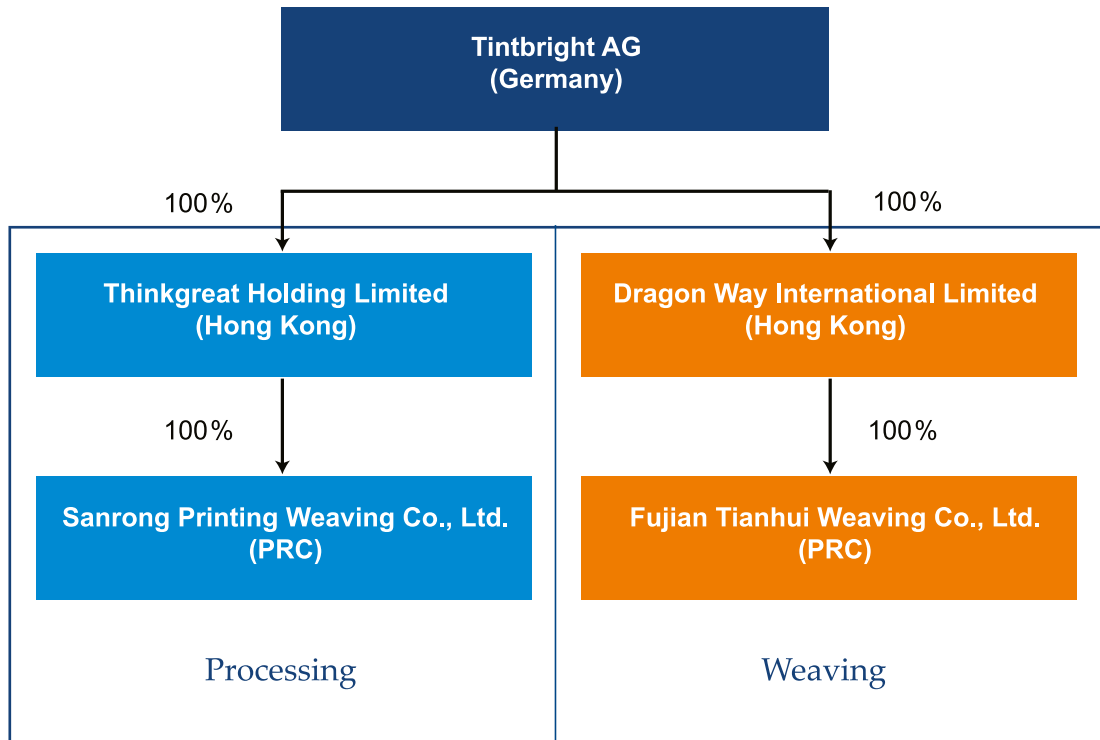 Tintbright AG
(Germany)
100%
100%
Thinkgreat Holding Limited
(Hong Kong)
Dragon Way International Limited
(Hong Kong)
100%
100%
Sanrong Printing Weaving Co., Ltd.
(PRC)
Fujian Tianhui Weaving Co., Ltd.
(PRC)
Processing
Weaving